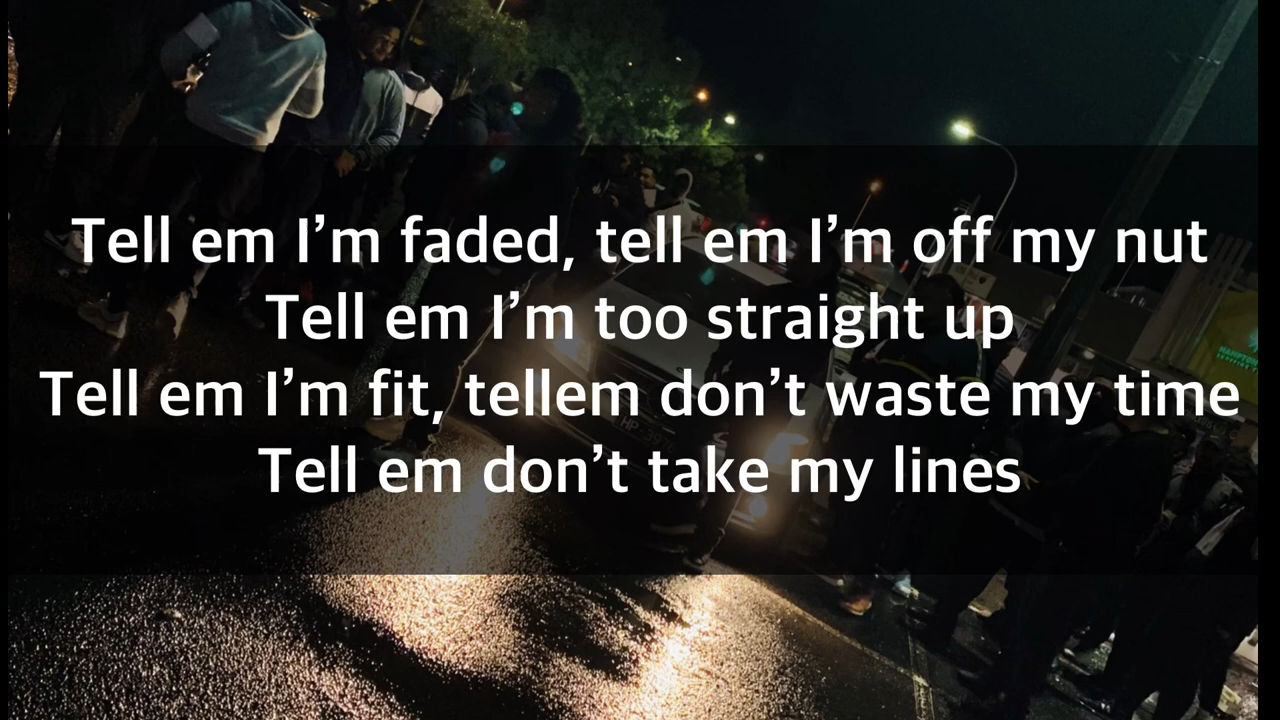 Tell em I’m faded, tell em I’m off my nut
Tell em I’m too straight up
Tell em I’m fit, tellem don’t waste my time
Tell em don’t take my lines